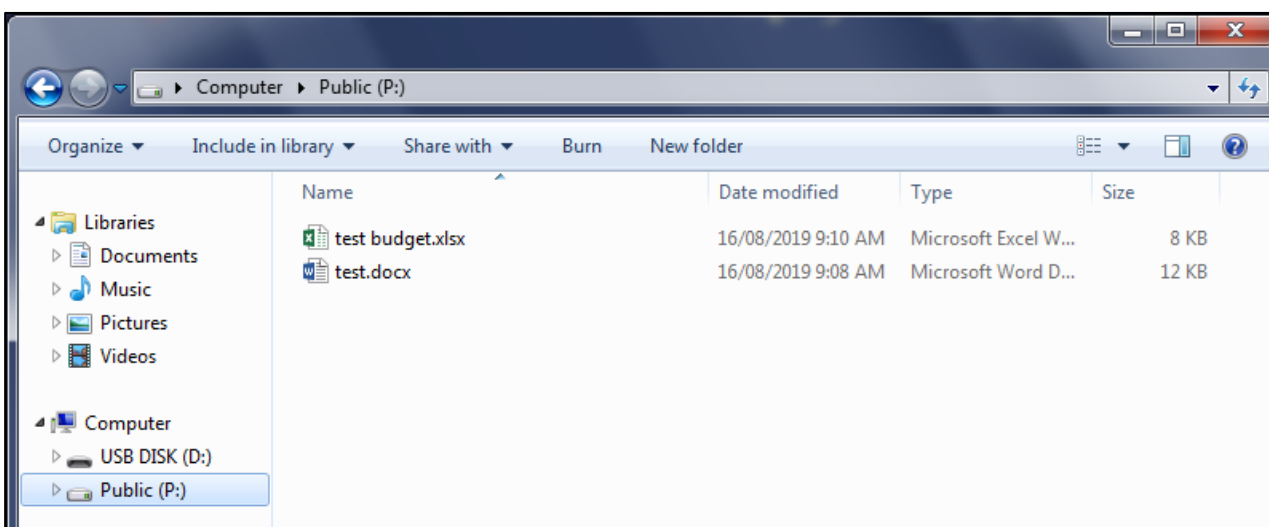 Computer Public (P:)
Organize Include in library Share with Burn New folder
Name Date modified Type Size
Libraries
Documents
Music
Pictures
Videos
Computer
USB DISK (D:)
Public (P:)
test budget.xlsx 16/08/2019 9:10 AM Microsoft Excel W... 8 KB
test.docx 16/08/2019 9:08 AM Microsoft Word D... 12 KB